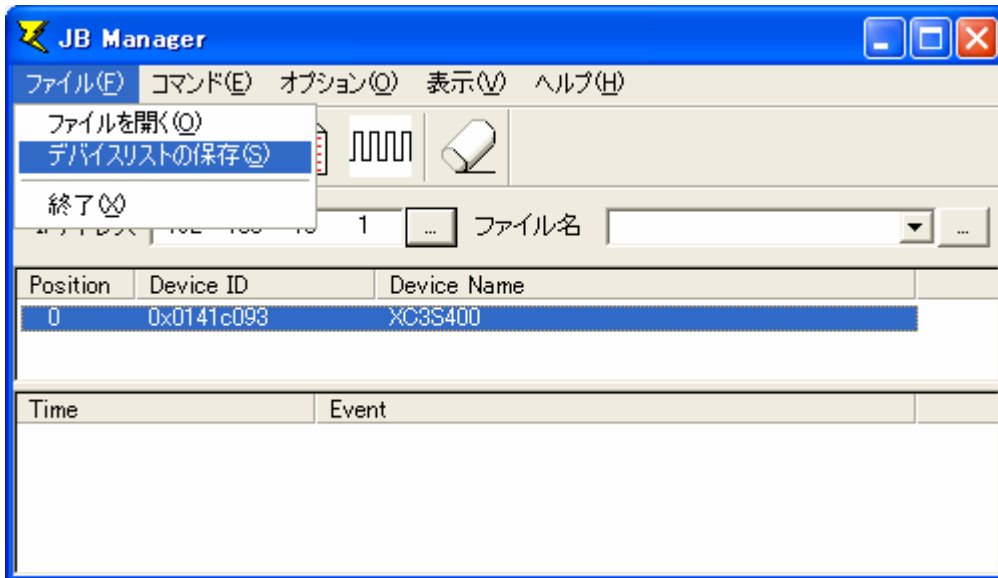 JB Manager
ファイル(F) コマンド(E) オプション(O) 表示(V) ヘルプ(H)
ファイルを開く(O)
デバイスリストの保存(S)
終了(X)
1 ... ファイル名 ...
Position Device ID Device Name
0 0x0141c093 XC3S400
Time Event